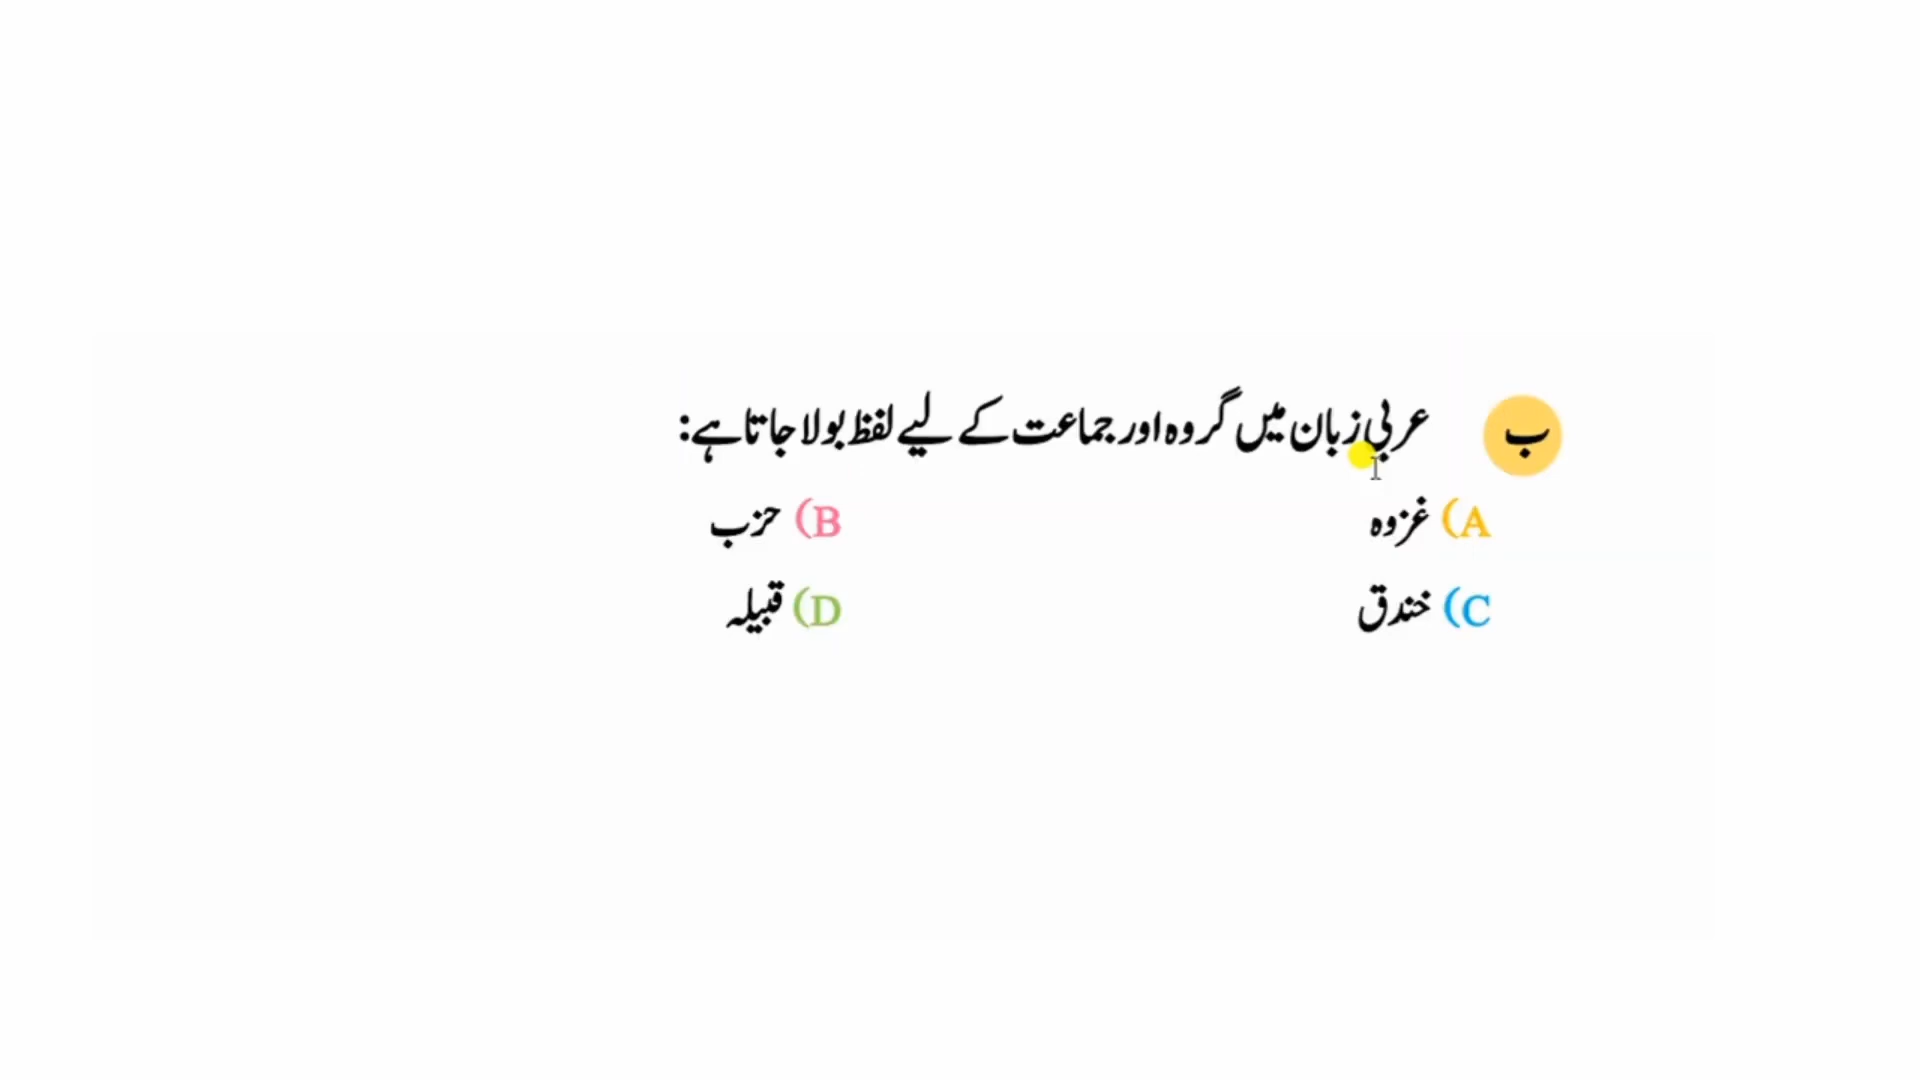 ب عربی زبان میں گروہ اور جماعت کے لیے لفظ بولا جاتا ہے:
A) غزوہ B) حزب
C) خندق D) قبیلہ